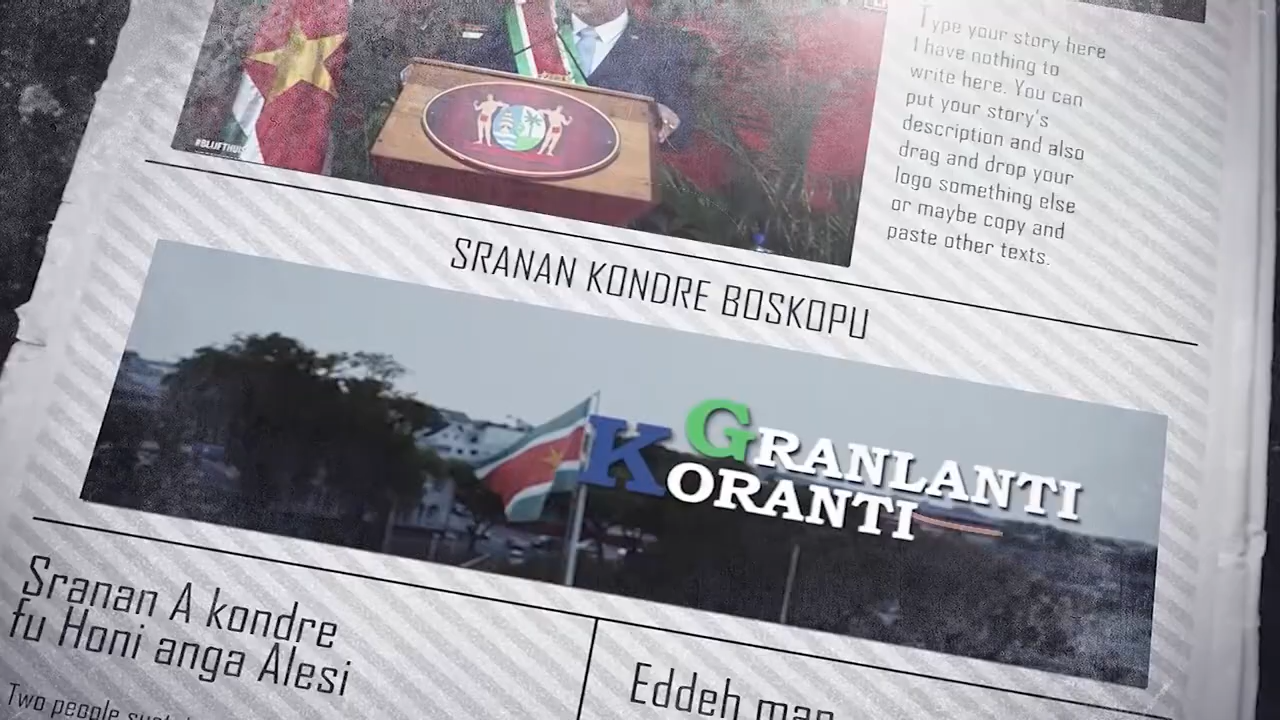 Type your story here
I have nothing to
write here. You can
put your story's
description and also
drag and drop your
logo something else
or maybe copy and
paste other texts.
SRANAN KONDRE BOSKOPU
GRANLANTI
KORANTI
Sranan A kondre
fu Honi anga Alesi
Eddeh man
Two people